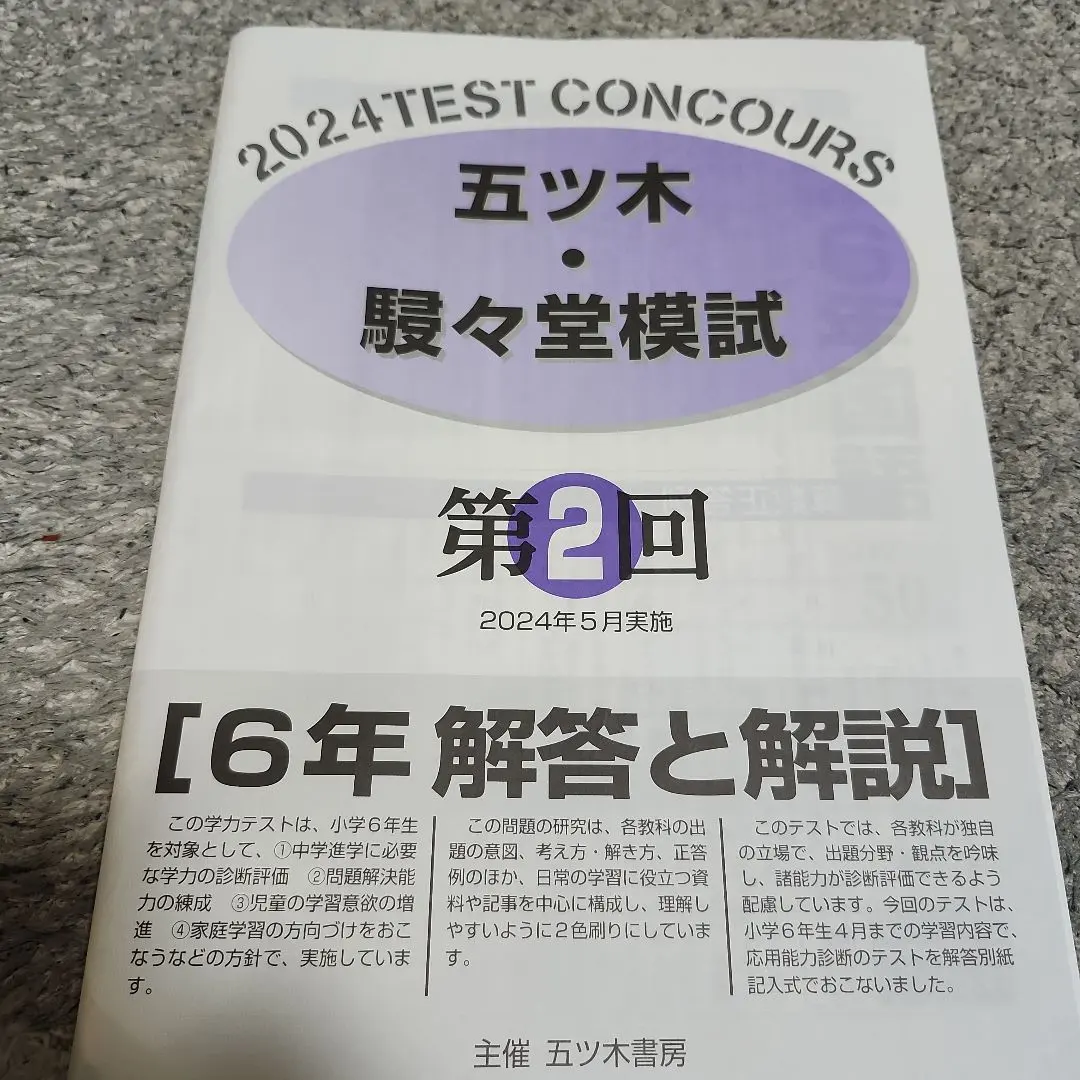 2024TEST CONCOURS
五ツ木
・
駸々堂模試
第2回
2024年5月実施
[6年 解答と解説]
この学力テストは、小学6年生
を対象として、①中学進学に必要
な学力の診断評価　②問題解決能
力の練成　③児童の学習意欲の増
進　④家庭学習の方向づけをおこ
なうなどの方針で、実施していま
す。
この問題の研究は、各教科の出
題の意図、考え方・解き方、正答
例のほか、日常の学習に役立つ資
料や記事を中心に構成し、理解し
やすいように2色刷りにしていま
す。
このテストでは、各教科が独自
の立場で、出題分野・観点を吟味
し、諸能力が診断評価できるよう
配慮しています。今回のテストは、
小学6年生4月までの学習内容で、
応用能力診断のテストを解答別紙
記入式でおこないました。
主催 五ツ木書房